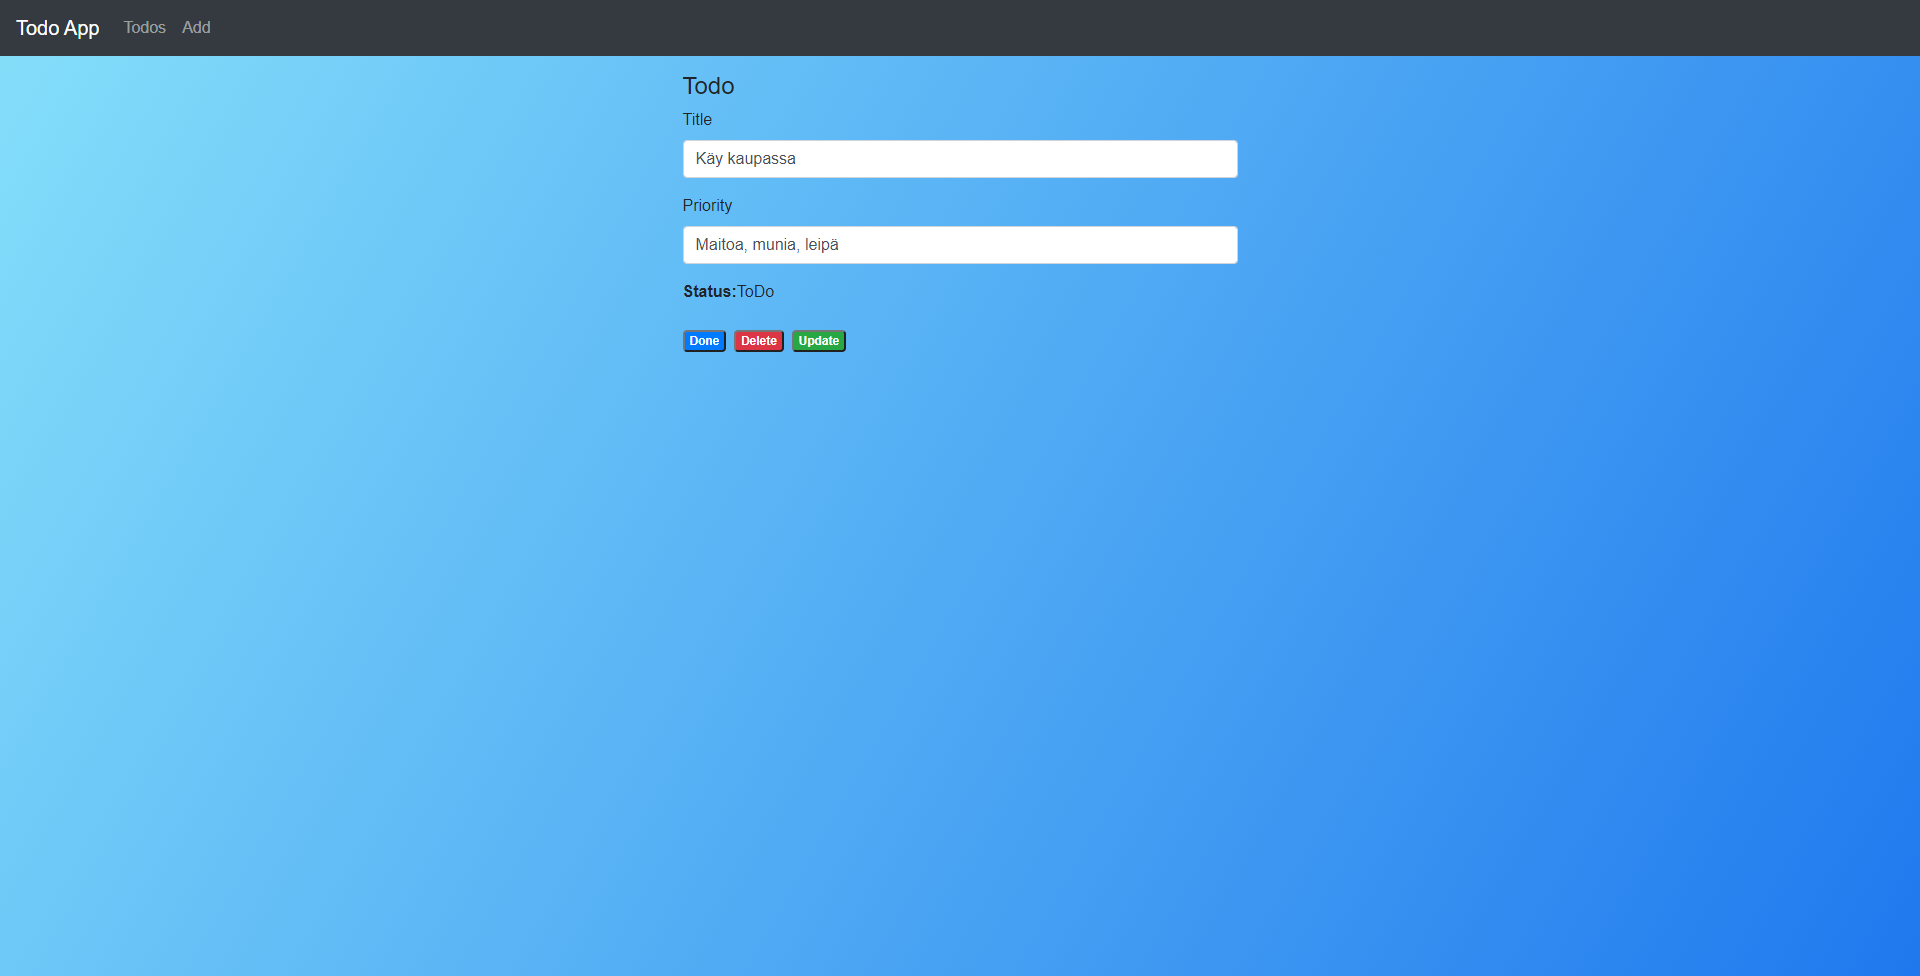 Todo App Todos Add
Todo
Title
Käy kaupassa
Priority
Maitoa, munia, leipä
Status:ToDo
Done Delete Update